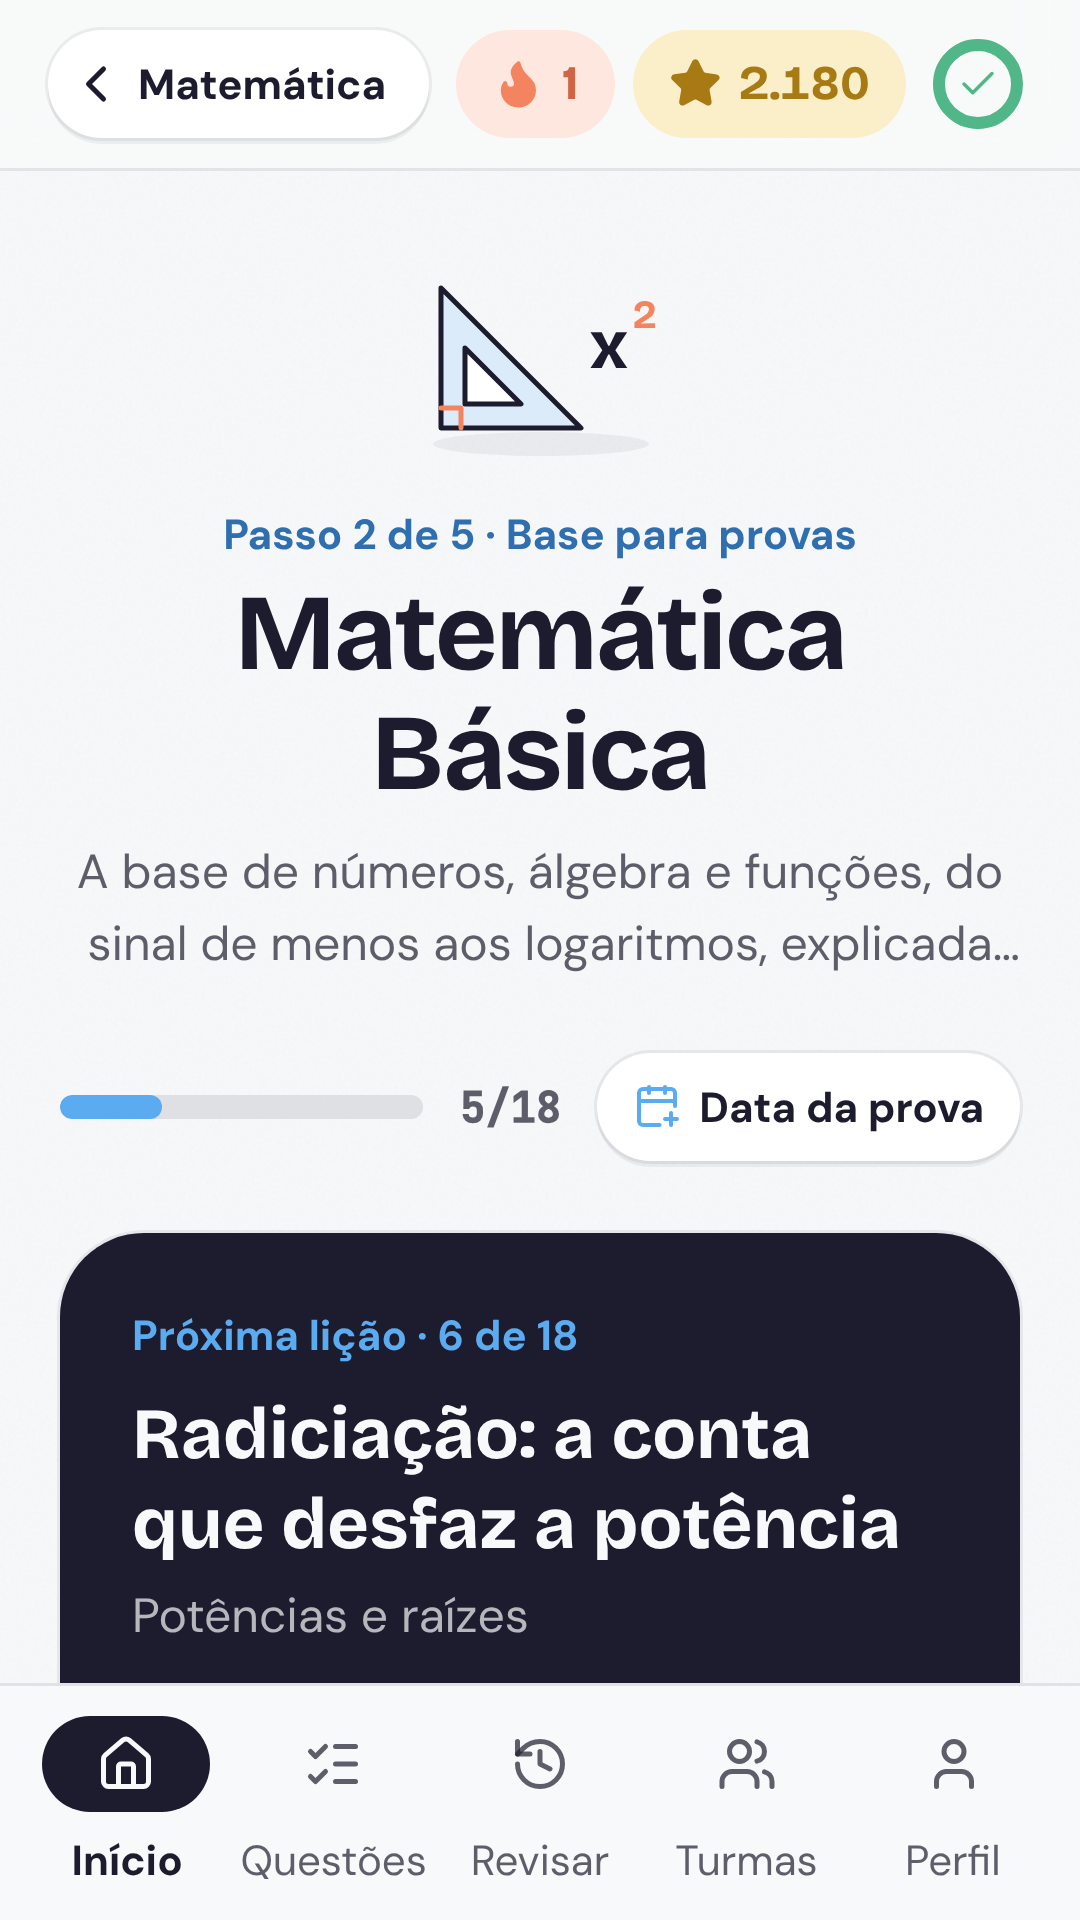 Matemática
1
2.180
x²
Passo 2 de 5 · Base para provas
Matemática
Básica
A base de números, álgebra e funções, do
sinal de menos aos logaritmos, explicada...
5/18
Data da prova
Próxima lição · 6 de 18
Radiciação: a conta
que desfaz a potência
Potências e raízes
Início
Questões
Revisar
Turmas
Perfil